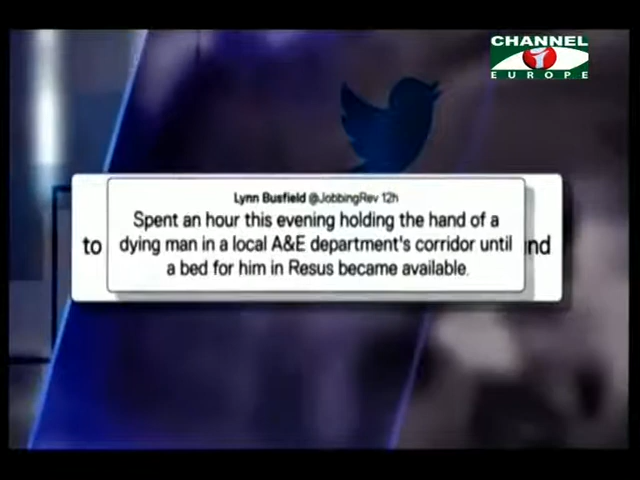 CHANNEL
i
EUROPE
Lynn Busfield @JobbingRev 12h
Spent an hour this evening holding the hand of a
to dying man in a local A&E department's corridor until nd
a bed for him in Resus became available.